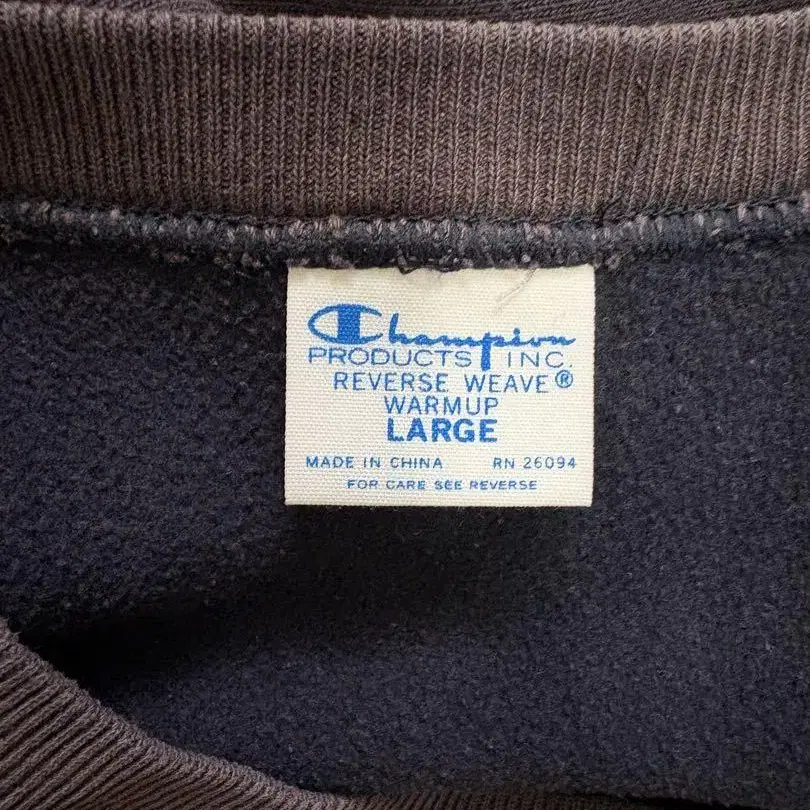 Champion
PRODUCTS INC.
REVERSE WEAVE®
WARMUP
LARGE
MADE IN CHINA RN 26094
FOR CARE SEE REVERSE